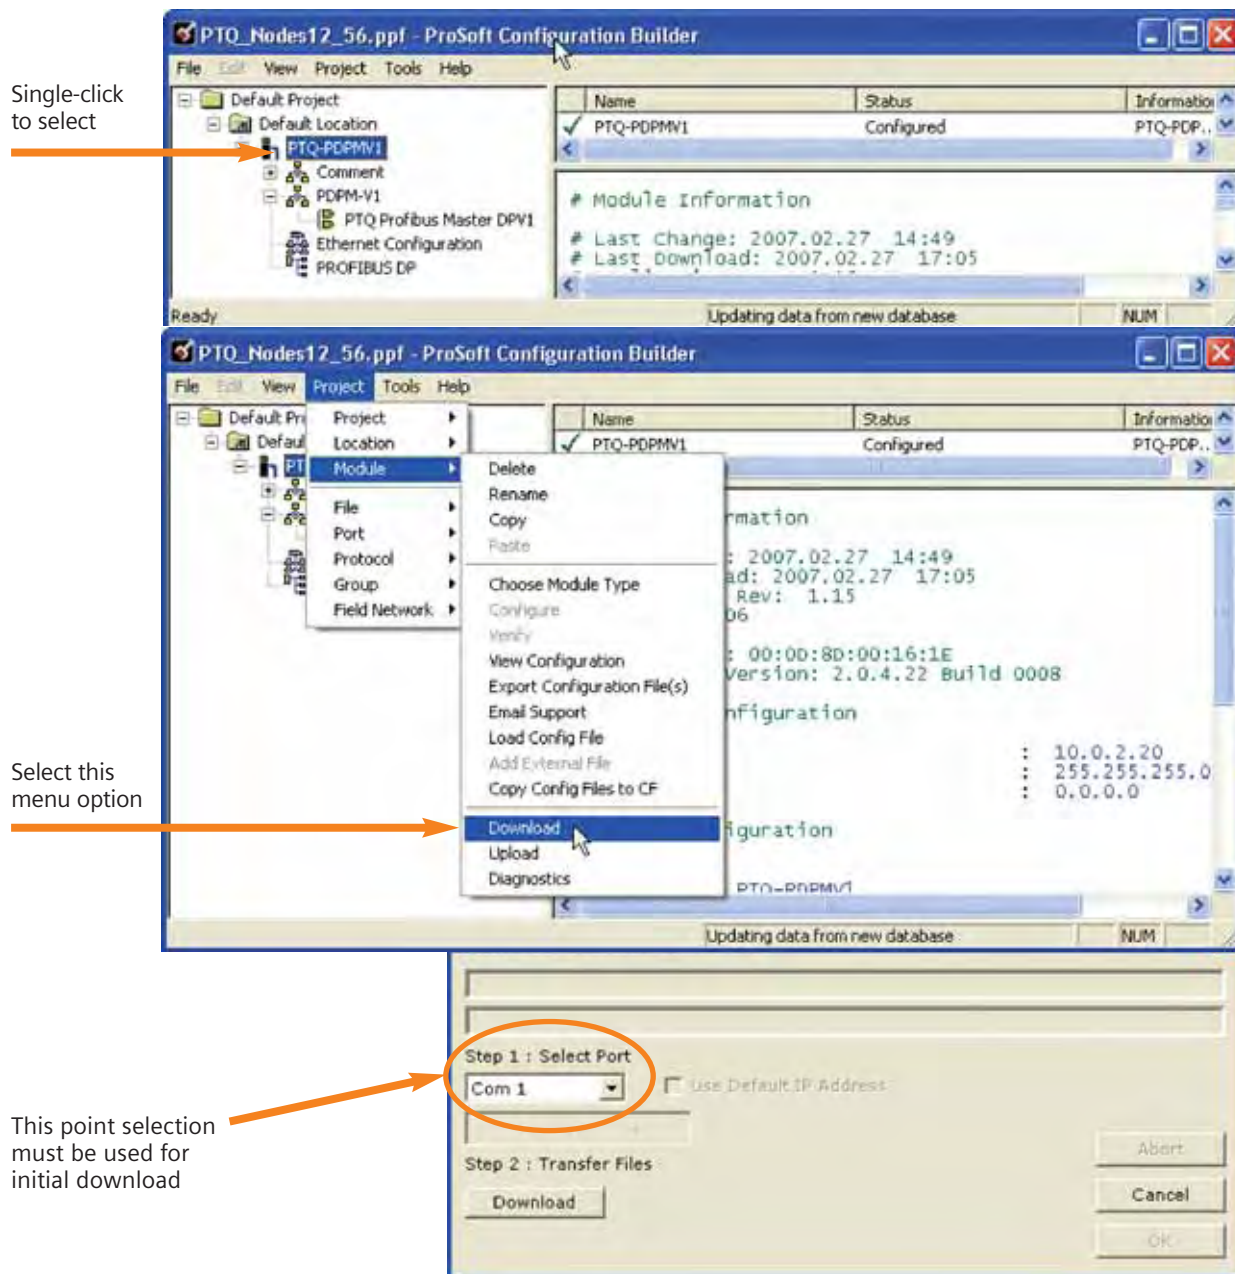 PTQ_Nodes12_56.ppf - ProSoft Configuration Builder
File Edit View Project Tools Help
Single-click
to select
Default Project
Default Location
PTQ-PDPMV1
Comment
PDPM-V1
PTQ Profibus Master DPV1
Ethernet Configuration
PROFIBUS DP
Name Status Information
PTQ-PDPMV1 Configured PTQ-PDP..
# Module Information
# Last Change: 2007.02.27 14:49
# Last Download: 2007.02.27 17:05
Ready Updating data from new database NUM
PTQ_Nodes12_56.ppf - ProSoft Configuration Builder
File Edit View Project Tools Help
Default Pr
Defaul
PT
Project
Location
Module
File
Port
Protocol
Group
Field Network
Name Status Information
PTQ-PDPMV1 Configured PTQ-PDP..
Delete
Rename
Copy
Paste
Choose Module Type
Configure
Verify
View Configuration
Export Configuration File(s)
Email Support
Load Config File
Add External File
Copy Config Files to CF
Download
Upload
Diagnostics
rmation
: 2007.02.27 14:49
ad: 2007.02.27 17:05
Rev: 1.15
06
: 00:0D:8D:00:16:1E
Version: 2.0.4.22 Build 0008
nfiguration
: 10.0.2.20
: 255.255.255.0
: 0.0.0.0
iguration
PTQ-PDPMV1
Select this
menu option
Updating data from new database NUM
Step 1 : Select Port
Com 1
Use Default IP Address
This point selection
must be used for
initial download
Step 2 : Transfer Files
Download
Abort
Cancel
OK